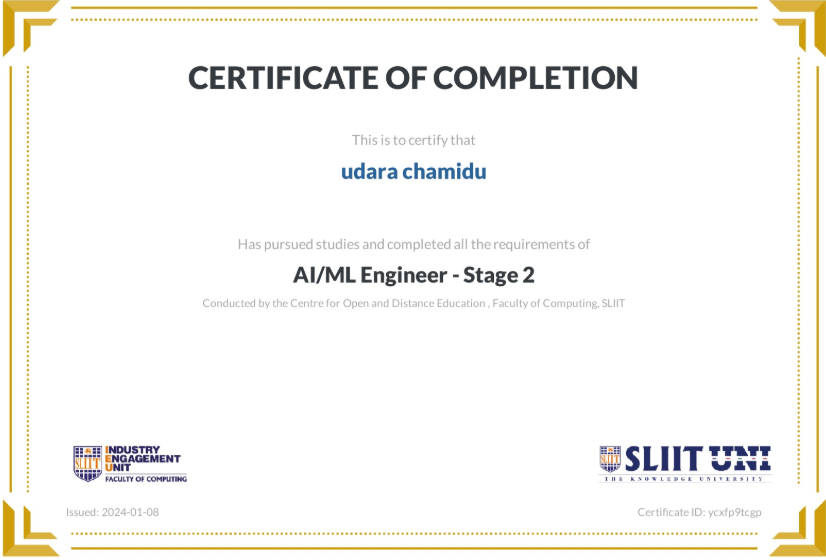 CERTIFICATE OF COMPLETION
This is to certify that
udara chamidu
Has pursued studies and completed all the requirements of
AI/ML Engineer - Stage 2
Conducted by the Centre for Open and Distance Education , Faculty of Computing, SLIIT
SLIIT
INDUSTRY
ENGAGEMENT
UNIT
FACULTY OF COMPUTING
SLIIT
SLIIT UNI
THE KNOWLEDGE UNIVERSITY
Issued: 2024-01-08
Certificate ID: ycxfp9tcgp